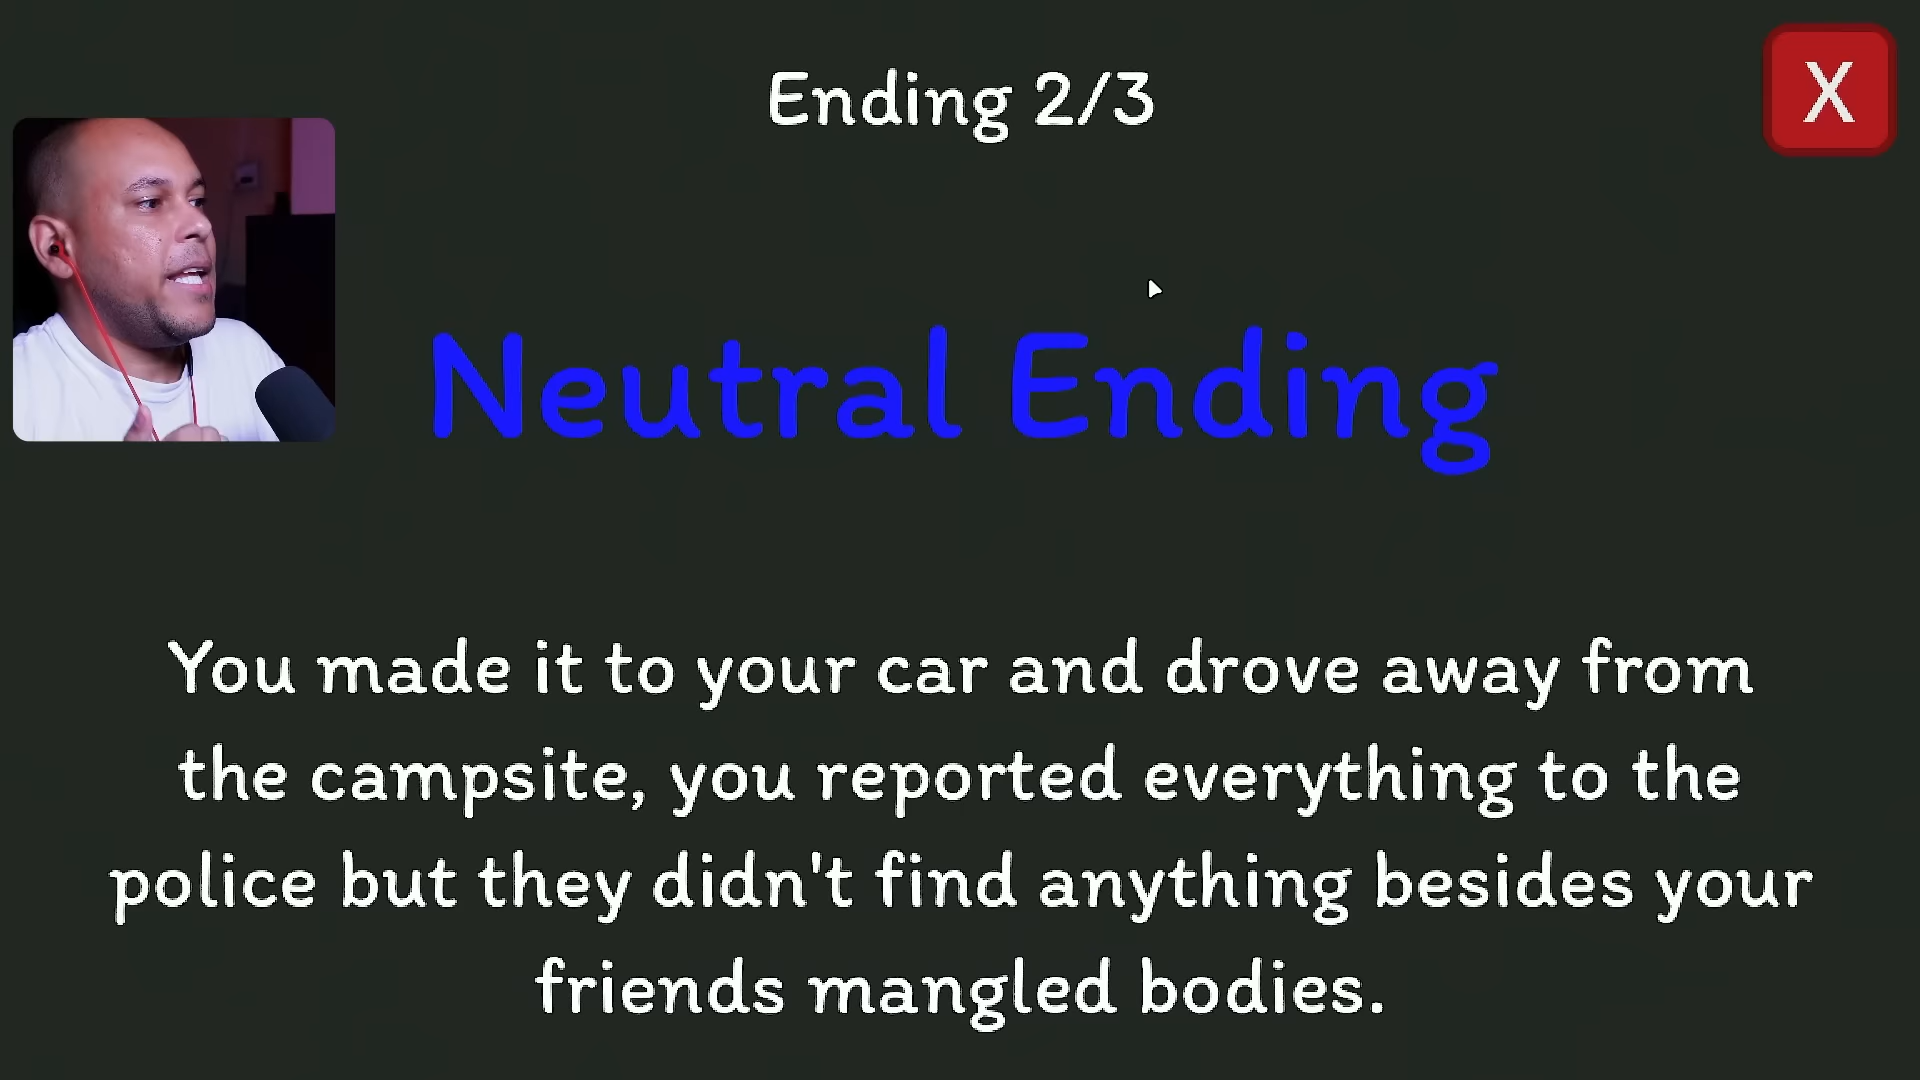 Ending 2/3
X
Neutral Ending
You made it to your car and drove away from
the campsite, you reported everything to the
police but they didn't find anything besides your
friends mangled bodies.